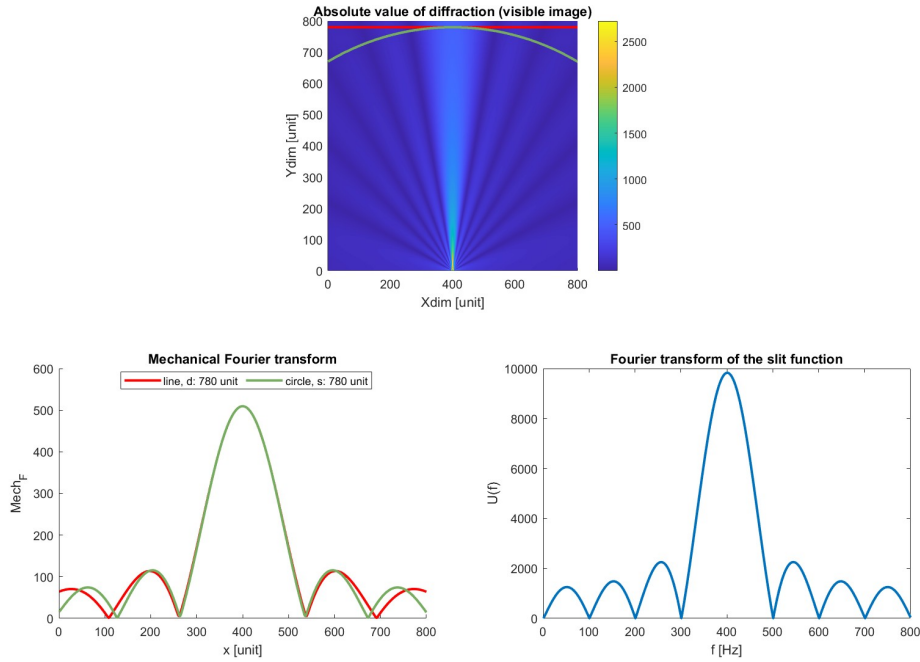 Absolute value of diffraction (visible image)
800
700
600
500
400
300
200
100
0
Ydim [unit]
0 200 400 600 800
Xdim [unit]
2500
2000
1500
1000
500
Mechanical Fourier transform
line, d: 780 unit circle, s: 780 unit
600
500
400
300
200
100
0
Mech_F
0 100 200 300 400 500 600 700 800
x [unit]
Fourier transform of the slit function
10000
8000
6000
4000
2000
0
U(f)
0 100 200 300 400 500 600 700 800
f [Hz]